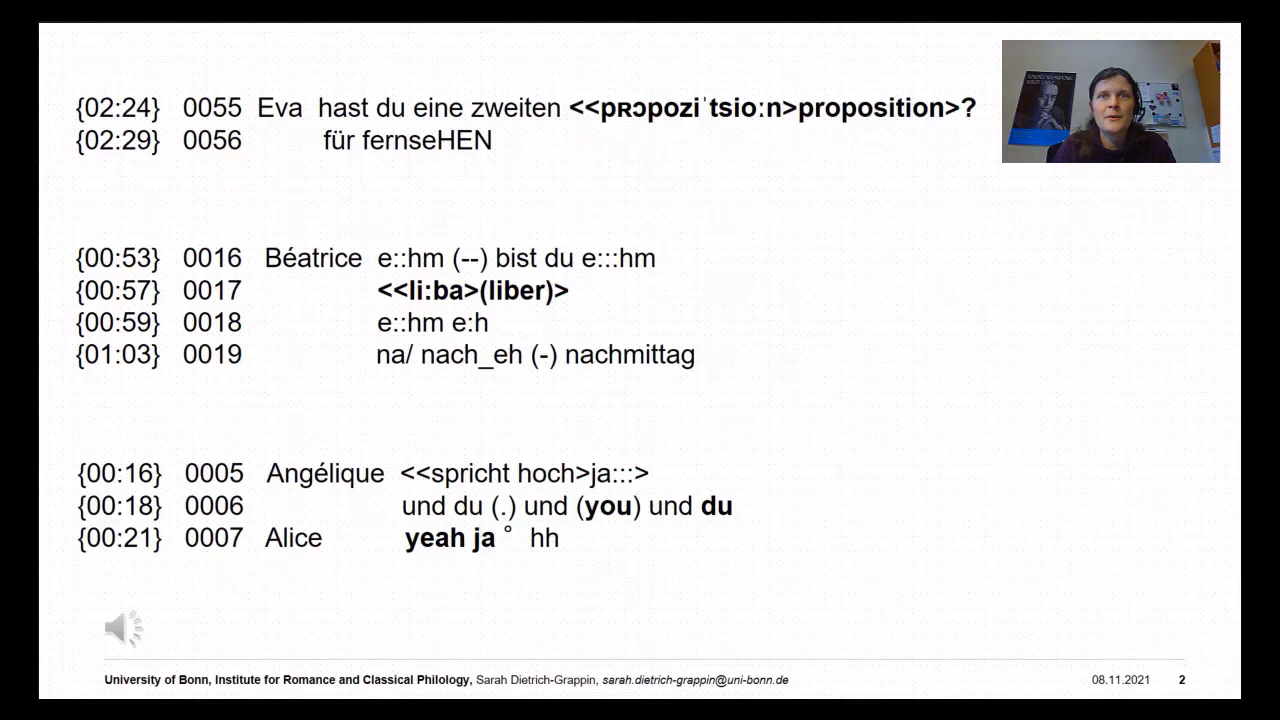 {02:24} 0055 Eva hast du eine zweiten <<pʀɔpoziˈtsioːn>proposition>?
{02:29} 0056 für fernseHEN
{00:53} 0016 Béatrice e::hm (--) bist du e:::hm
{00:57} 0017 <<li:ba>(liber)>
{00:59} 0018 e::hm e:h
{01:03} 0019 na/ nach_eh (-) nachmittag
{00:16} 0005 Angélique <<spricht hoch>ja:::>
{00:18} 0006 und du (.) und (you) und du
{00:21} 0007 Alice yeah ja ° hh
University of Bonn, Institute for Romance and Classical Philology, Sarah Dietrich-Grappin, sarah.dietrich-grappin@uni-bonn.de 08.11.2021 2